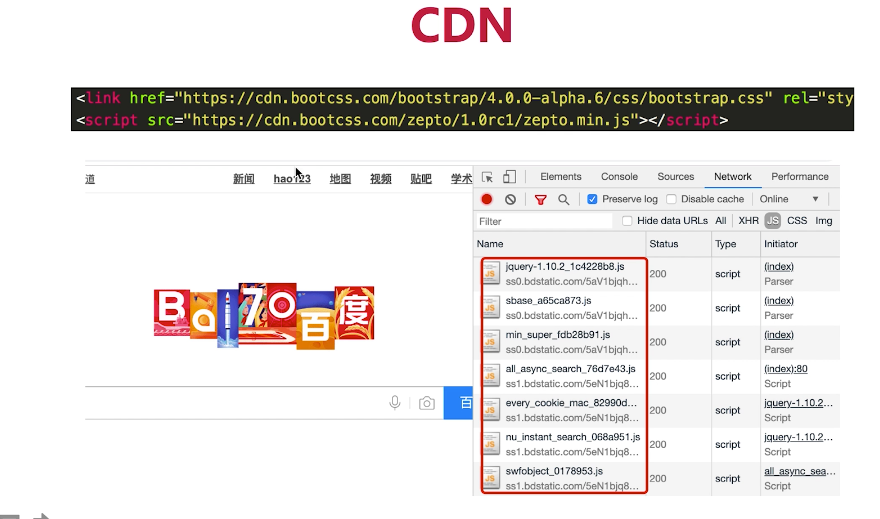 CDN
<link href="https://cdn.bootcss.com/bootstrap/4.0.0-alpha.6/css/bootstrap.css" rel="sty
<script src="https://cdn.bootcss.com/zepto/1.0rc1/zepto.min.js"></script>
道 新闻 hao123 地图 视频 贴吧 学术
Elements Console Sources Network Performance
Preserve log Disable cache Online
Filter Hide data URLs All XHR JS CSS Img
Name Status Type Initiator
jquery-1.10.2_1c4228b8.js 200 script (index)
ss0.bdstatic.com/5aV1bjqh... Parser
sbase_a65ca873.js 200 script (index)
ss0.bdstatic.com/5aV1bjqh... Parser
min_super_fdb28b91.js 200 script (index)
ss0.bdstatic.com/5aV1bjqh... Parser
all_async_search_76d7e43.js 200 script (index):80
ss1.bdstatic.com/5eN1bjq8... Script
every_cookie_mac_82990d... 200 script jquery-1.10.2...
ss1.bdstatic.com/5eN1bjq8... Script
nu_instant_search_068a951.js 200 script jquery-1.10.2...
ss1.bdstatic.com/5eN1bjq8... Script
swfobject_0178953.js 200 script all_async_sea...
ss1.bdstatic.com/5eN1bjq8... Script
Bai70百度
百